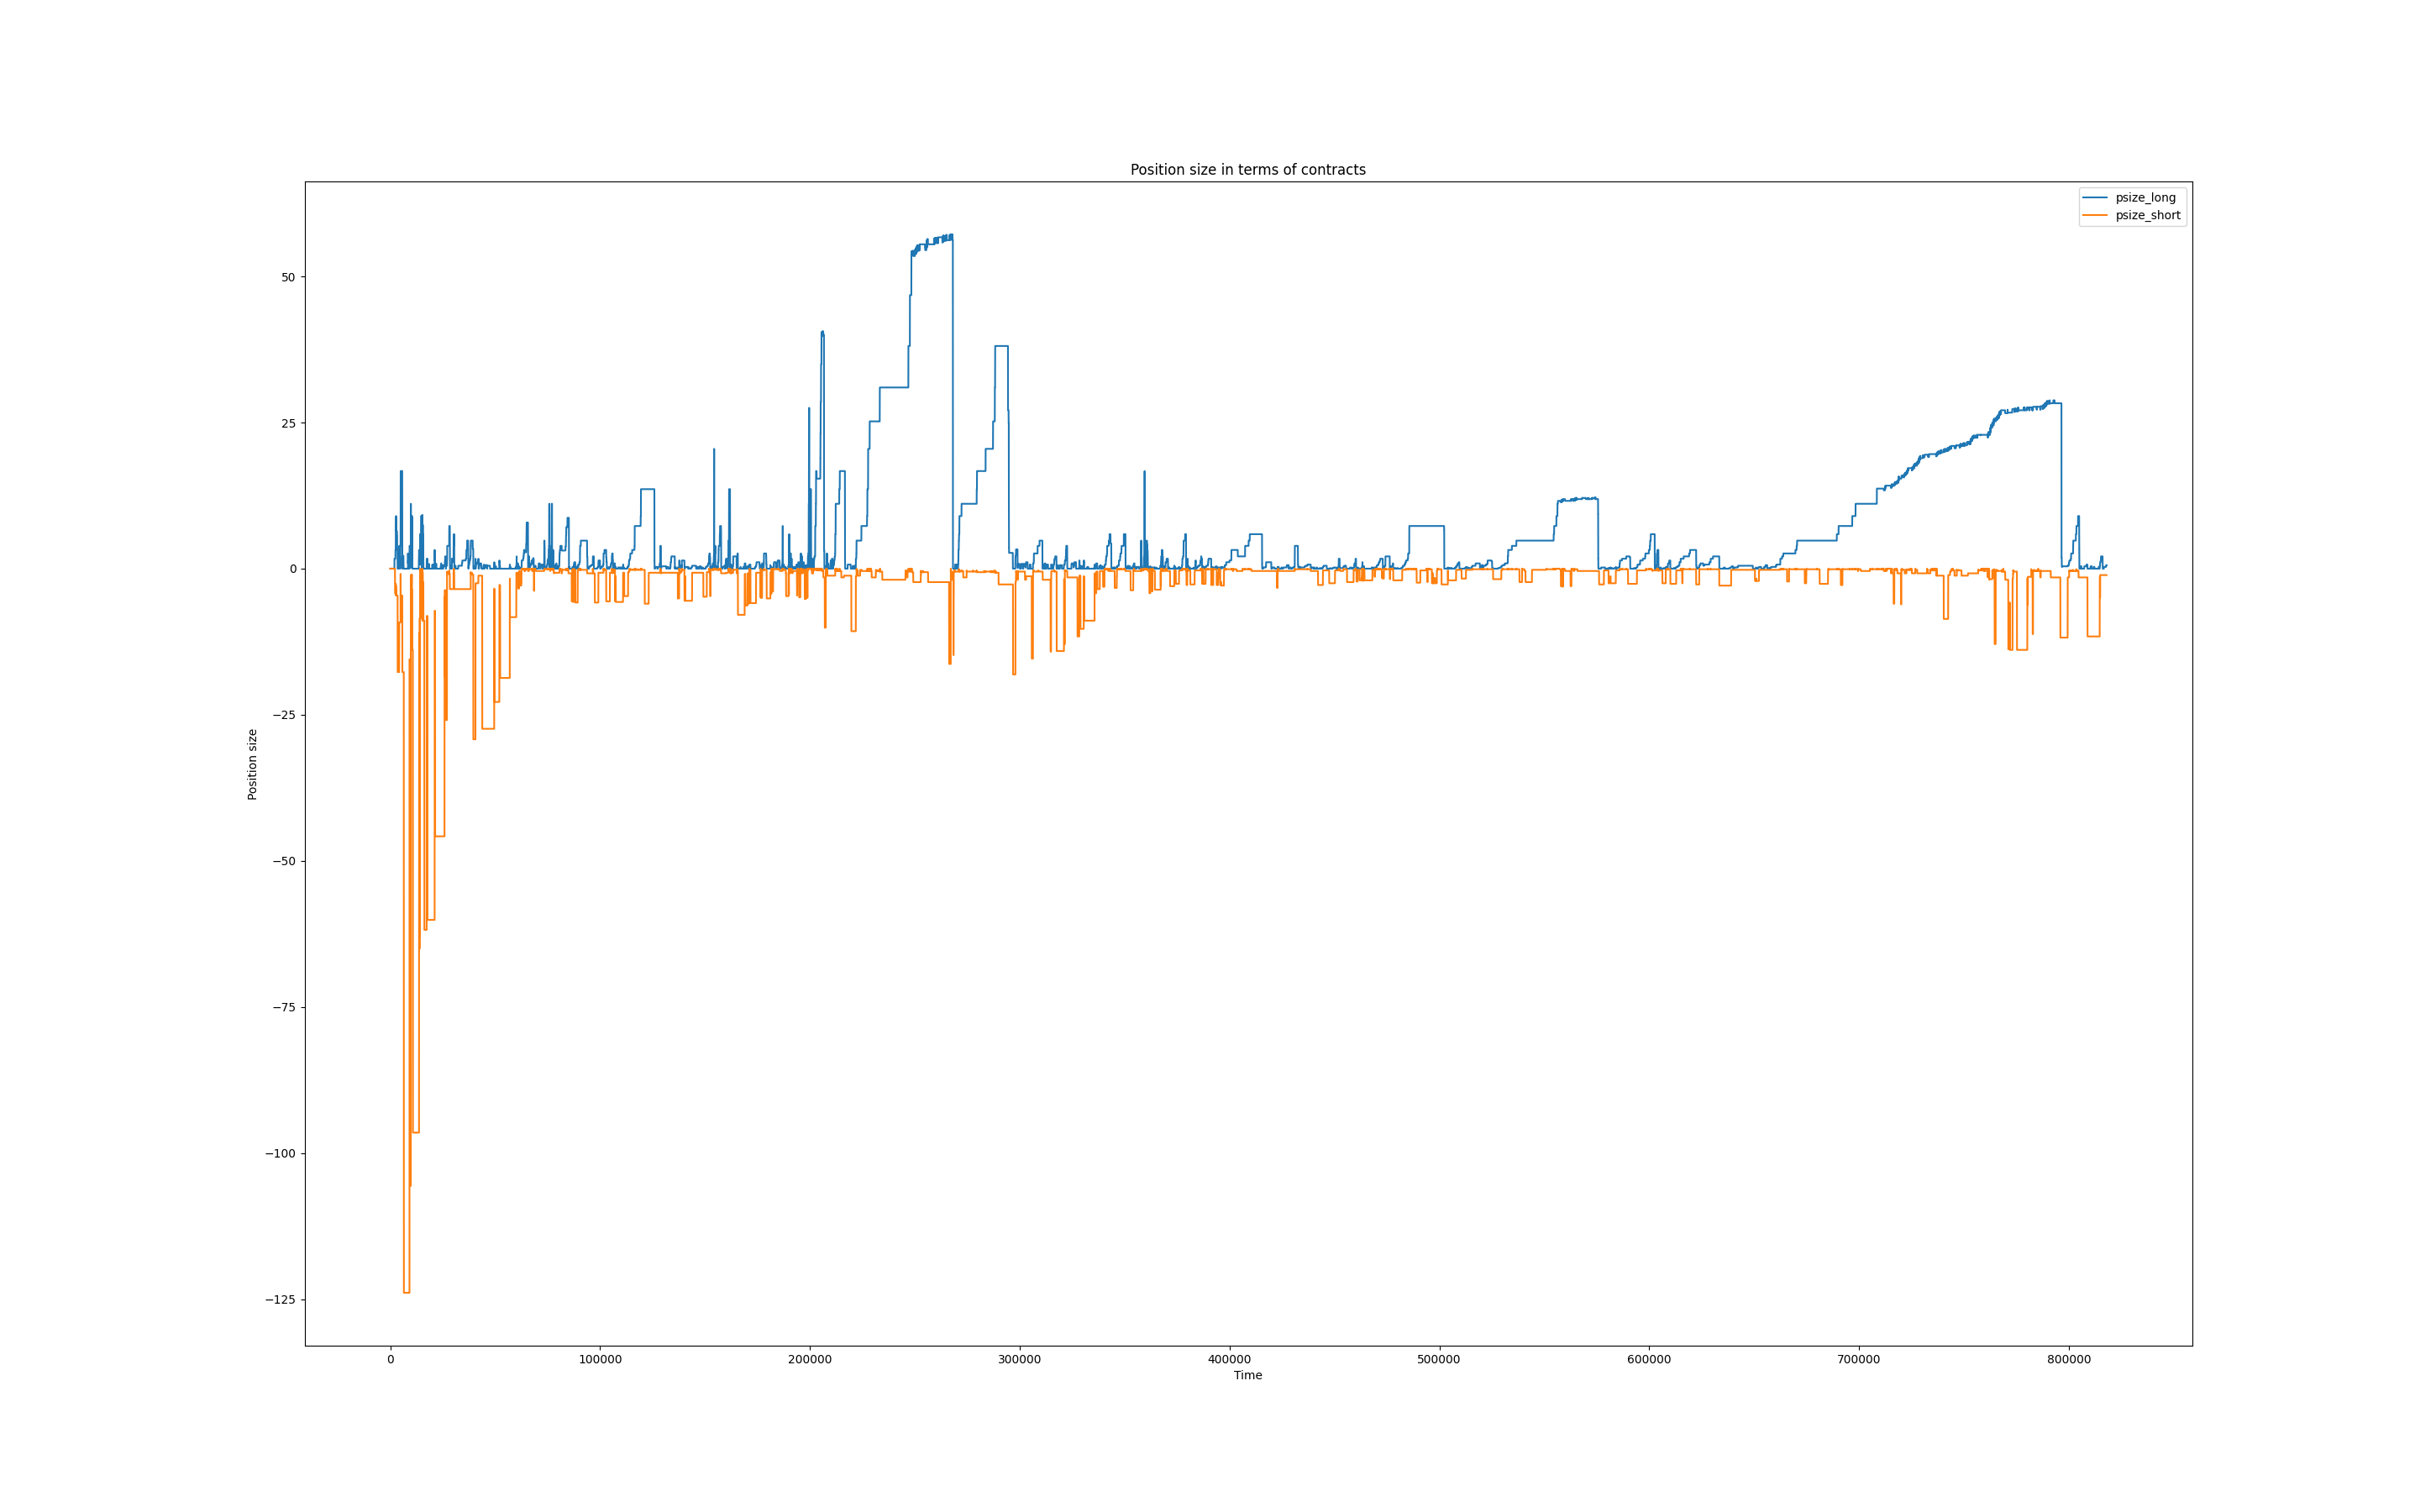 Position size in terms of contracts
psize_long
psize_short
50
25
0
−25
−50
−75
−100
−125
Position size
0 100000 200000 300000 400000 500000 600000 700000 800000
Time